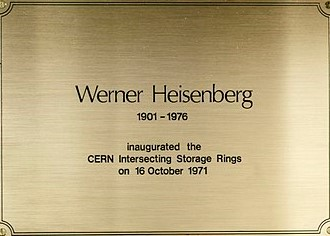 Werner Heisenberg
1901 – 1976
inaugurated the
CERN Intersecting Storage Rings
on 16 October 1971